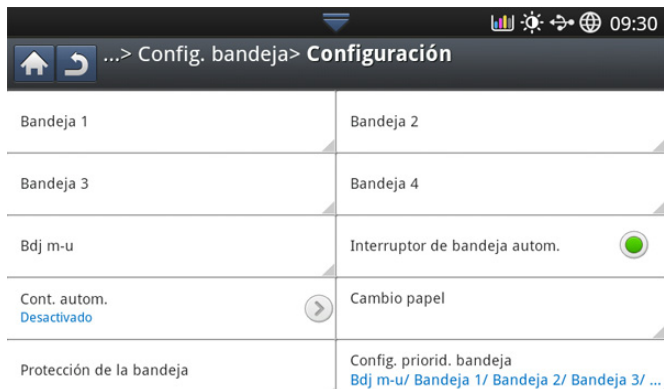 09:30
...> Config. bandeja> Configuración
Bandeja 1
Bandeja 2
Bandeja 3
Bandeja 4
Bdj m-u
Interruptor de bandeja autom.
Cont. autom.
Desactivado
Cambio papel
Protección de la bandeja
Config. priorid. bandeja
Bdj m-u/ Bandeja 1/ Bandeja 2/ Bandeja 3/ ...